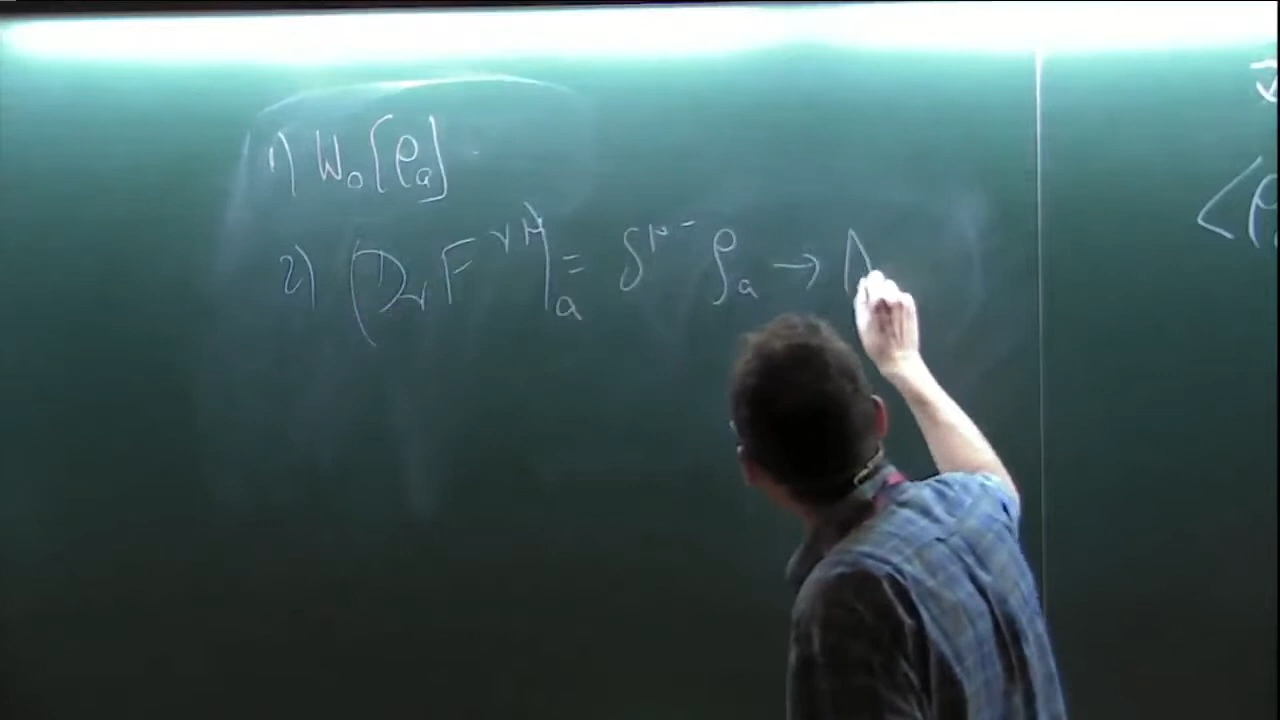 1) W₀[ρₐ]
2) (D_ν F^{νμ})ₐ = δ^{μ-} ρₐ →
<ρ